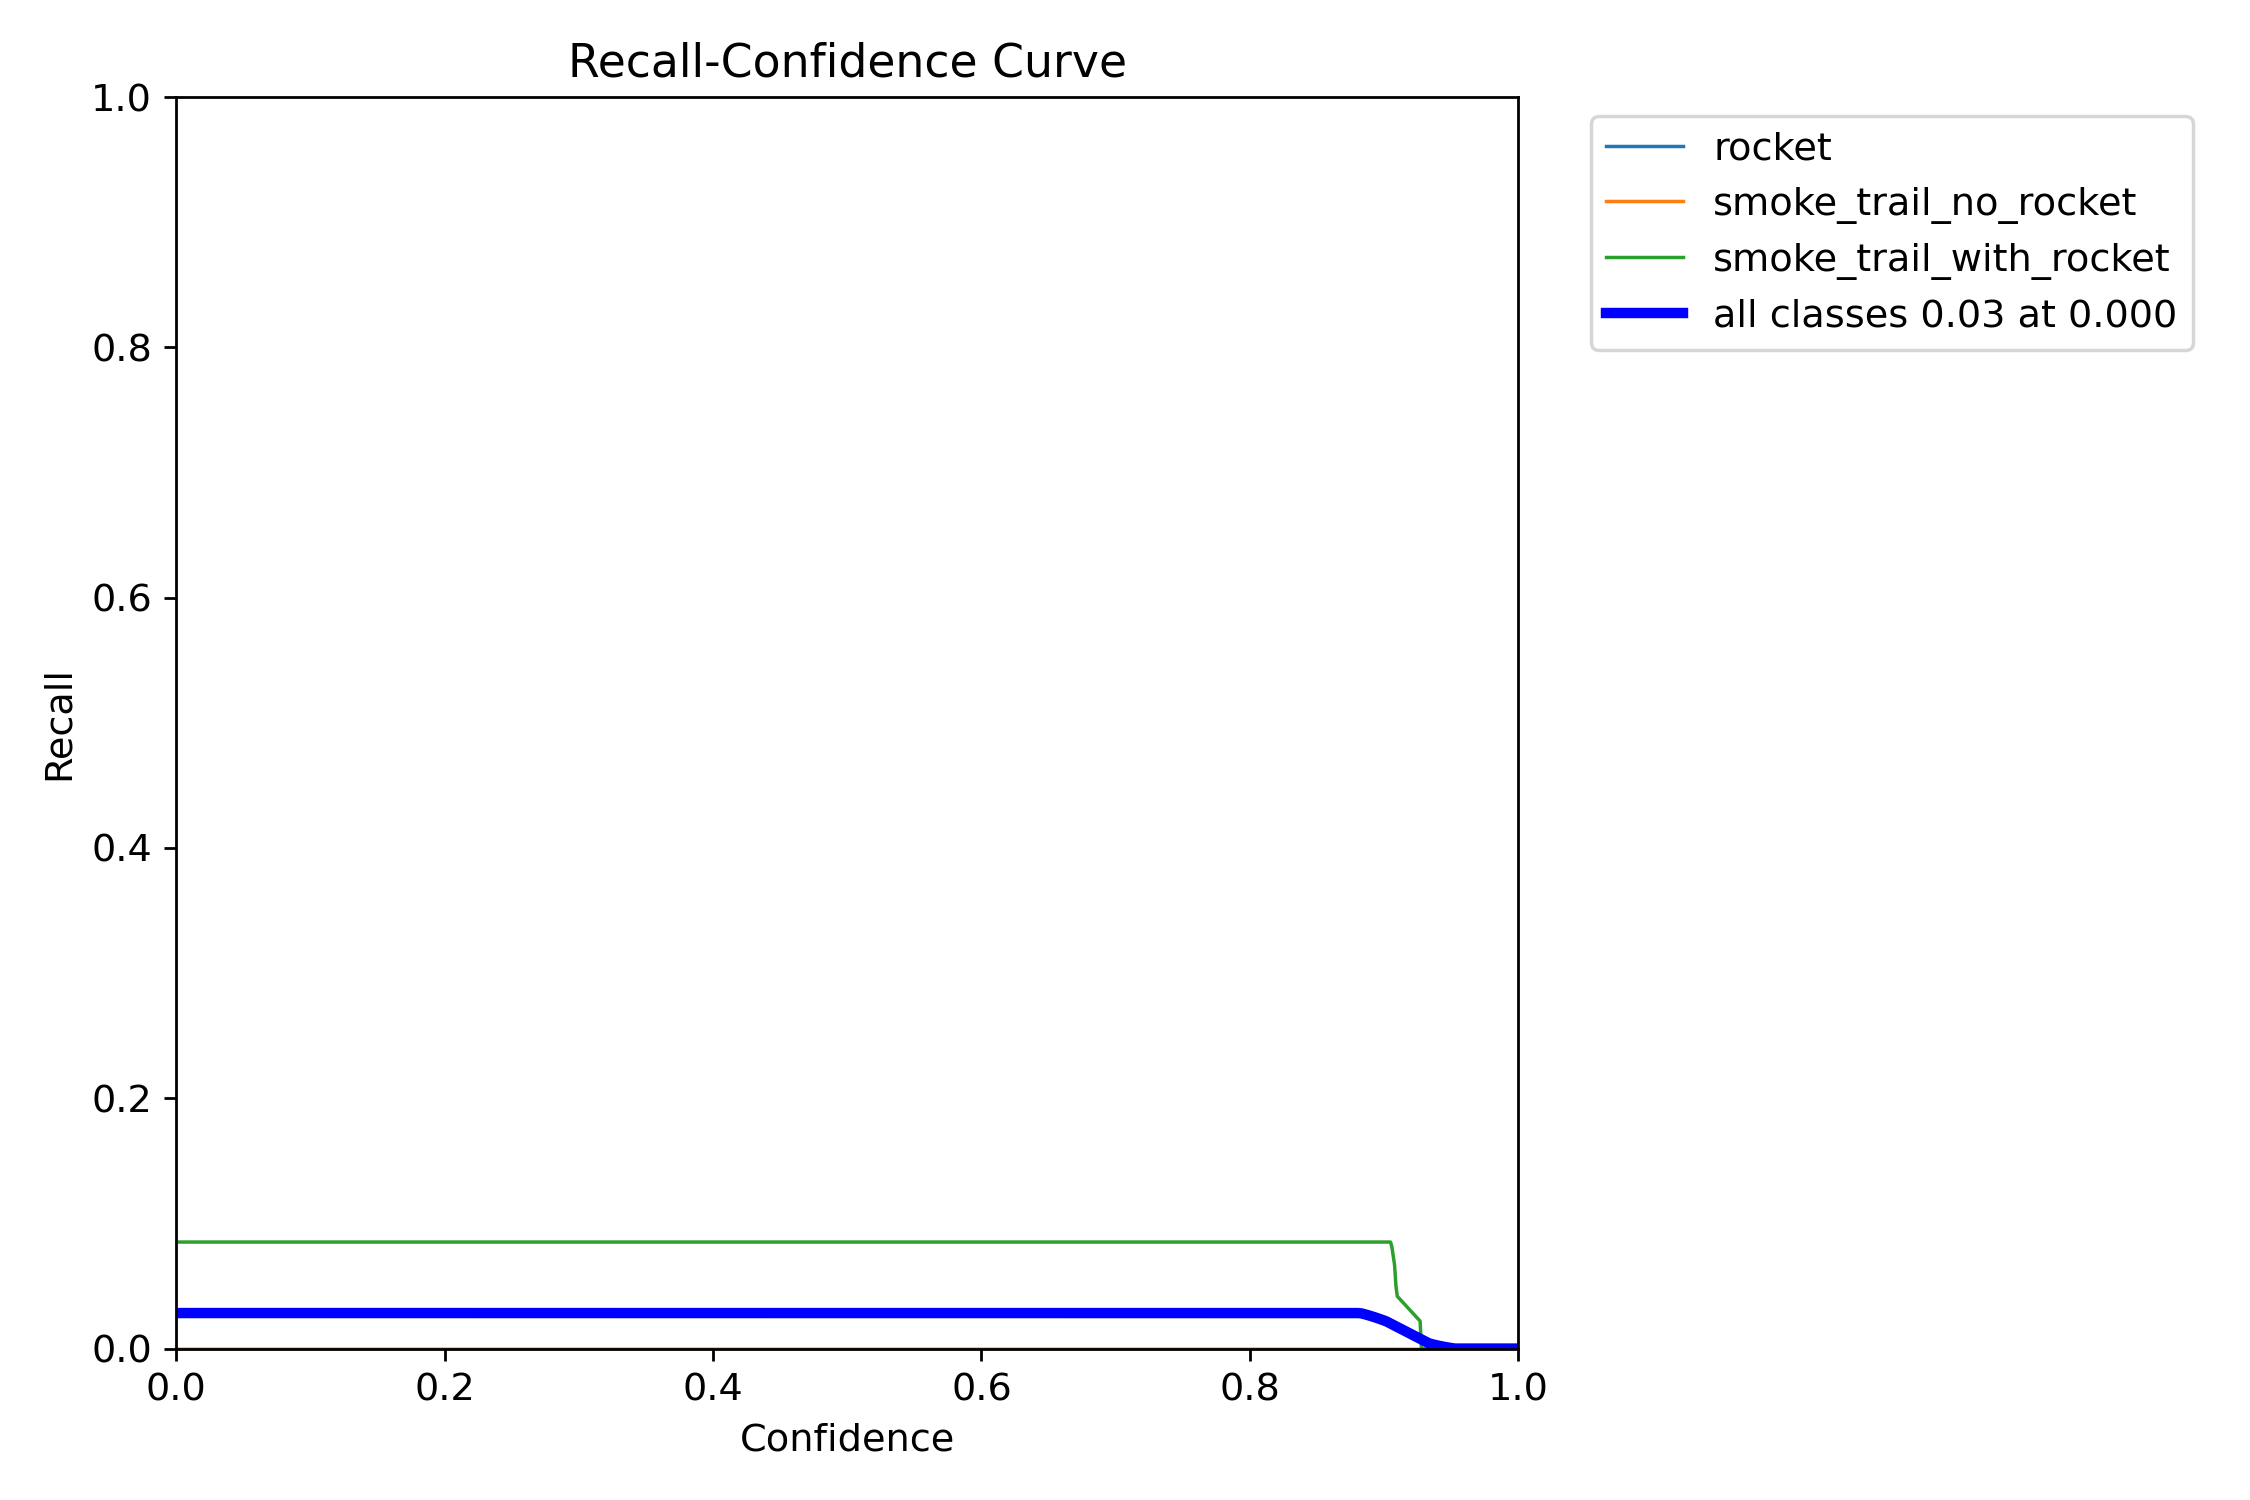 Recall-Confidence Curve
1.0
0.8
0.6
0.4
0.2
0.0
Recall
0.0 0.2 0.4 0.6 0.8 1.0
Confidence
rocket
smoke_trail_no_rocket
smoke_trail_with_rocket
all classes 0.03 at 0.000